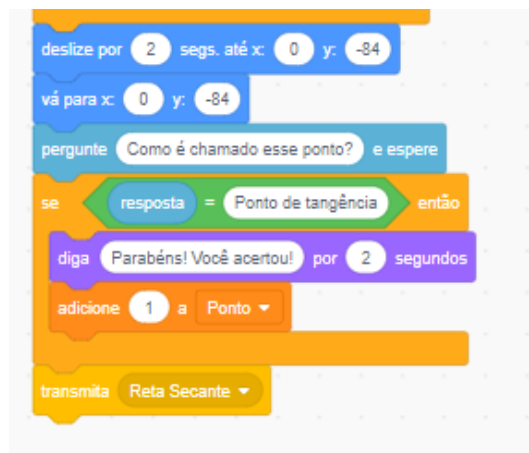 deslize por 2 segs. até x: 0 y: -84
vá para x: 0 y: -84
pergunte Como é chamado esse ponto? e espere
se resposta = Ponto de tangência então
diga Parabéns! Você acertou! por 2 segundos
adicione 1 a Ponto
transmita Reta Secante